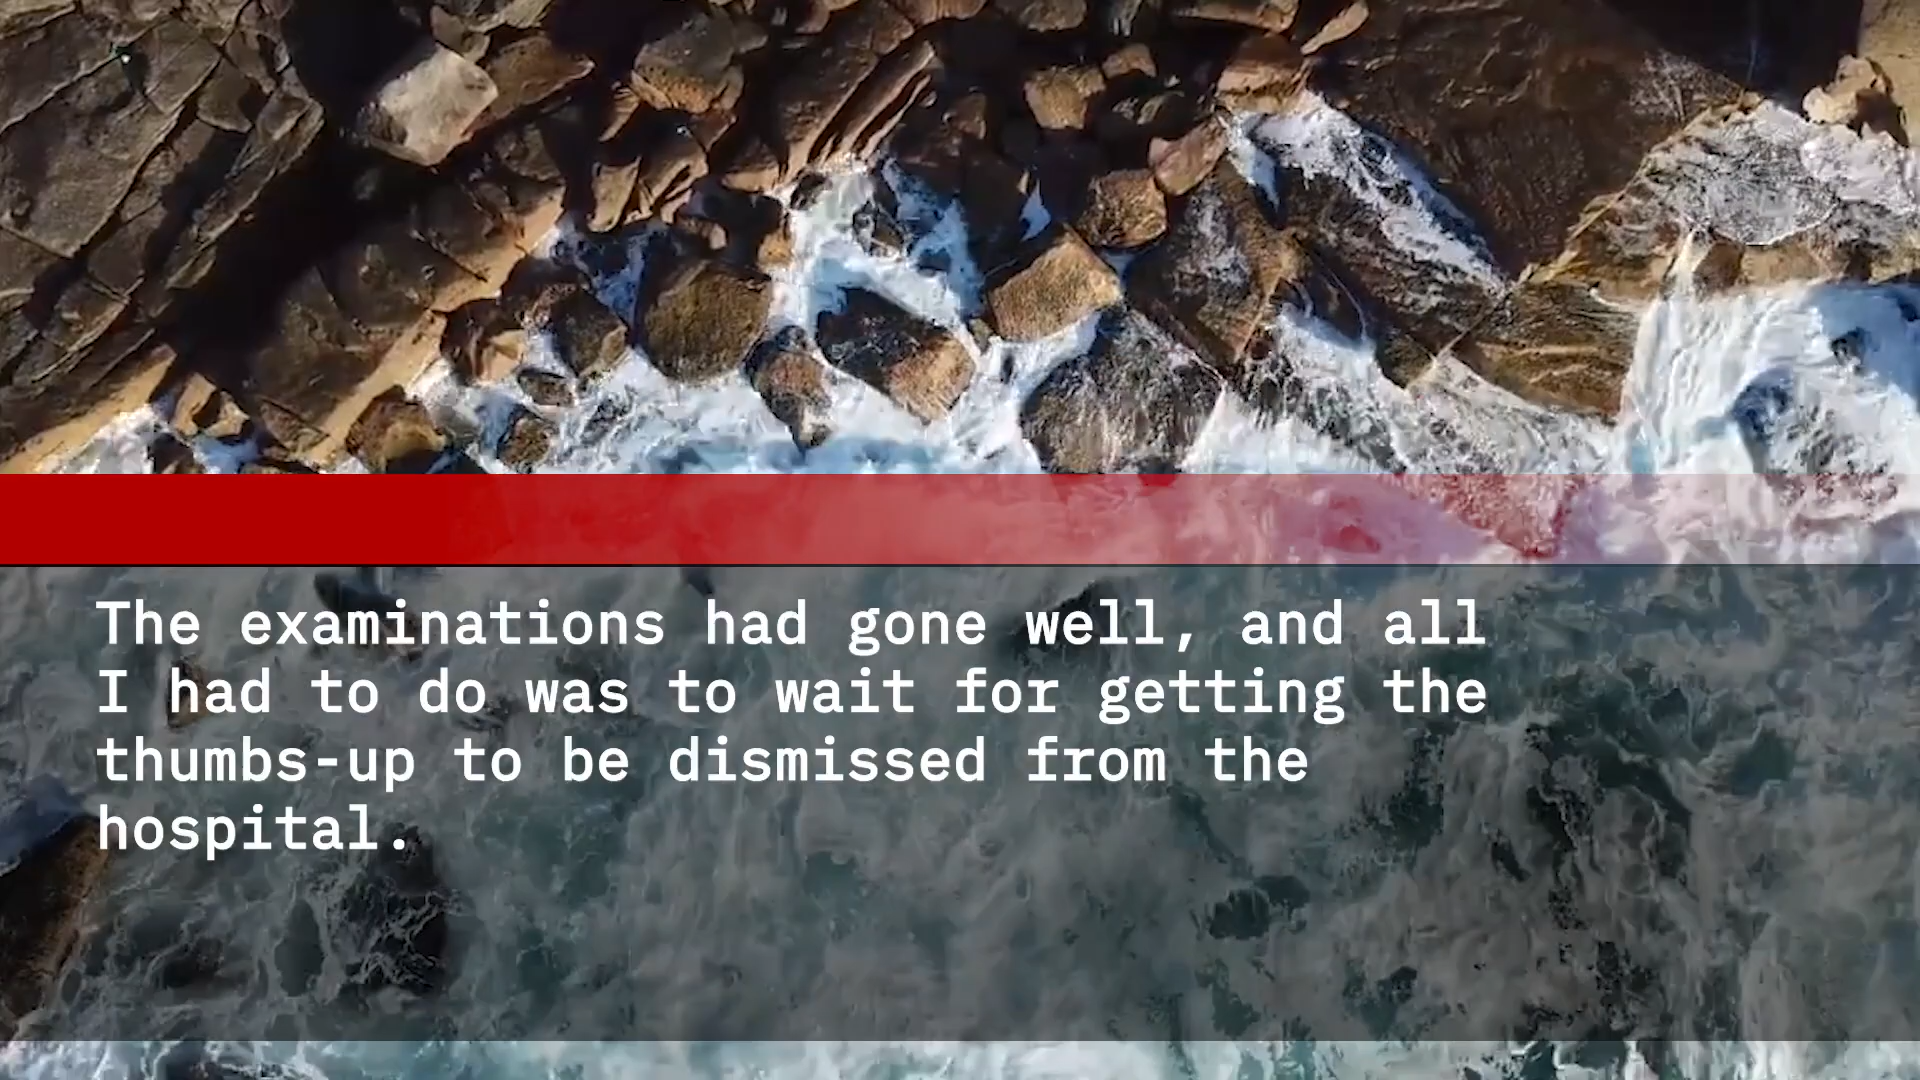 The examinations had gone well, and all
I had to do was to wait for getting the
thumbs-up to be dismissed from the
hospital.